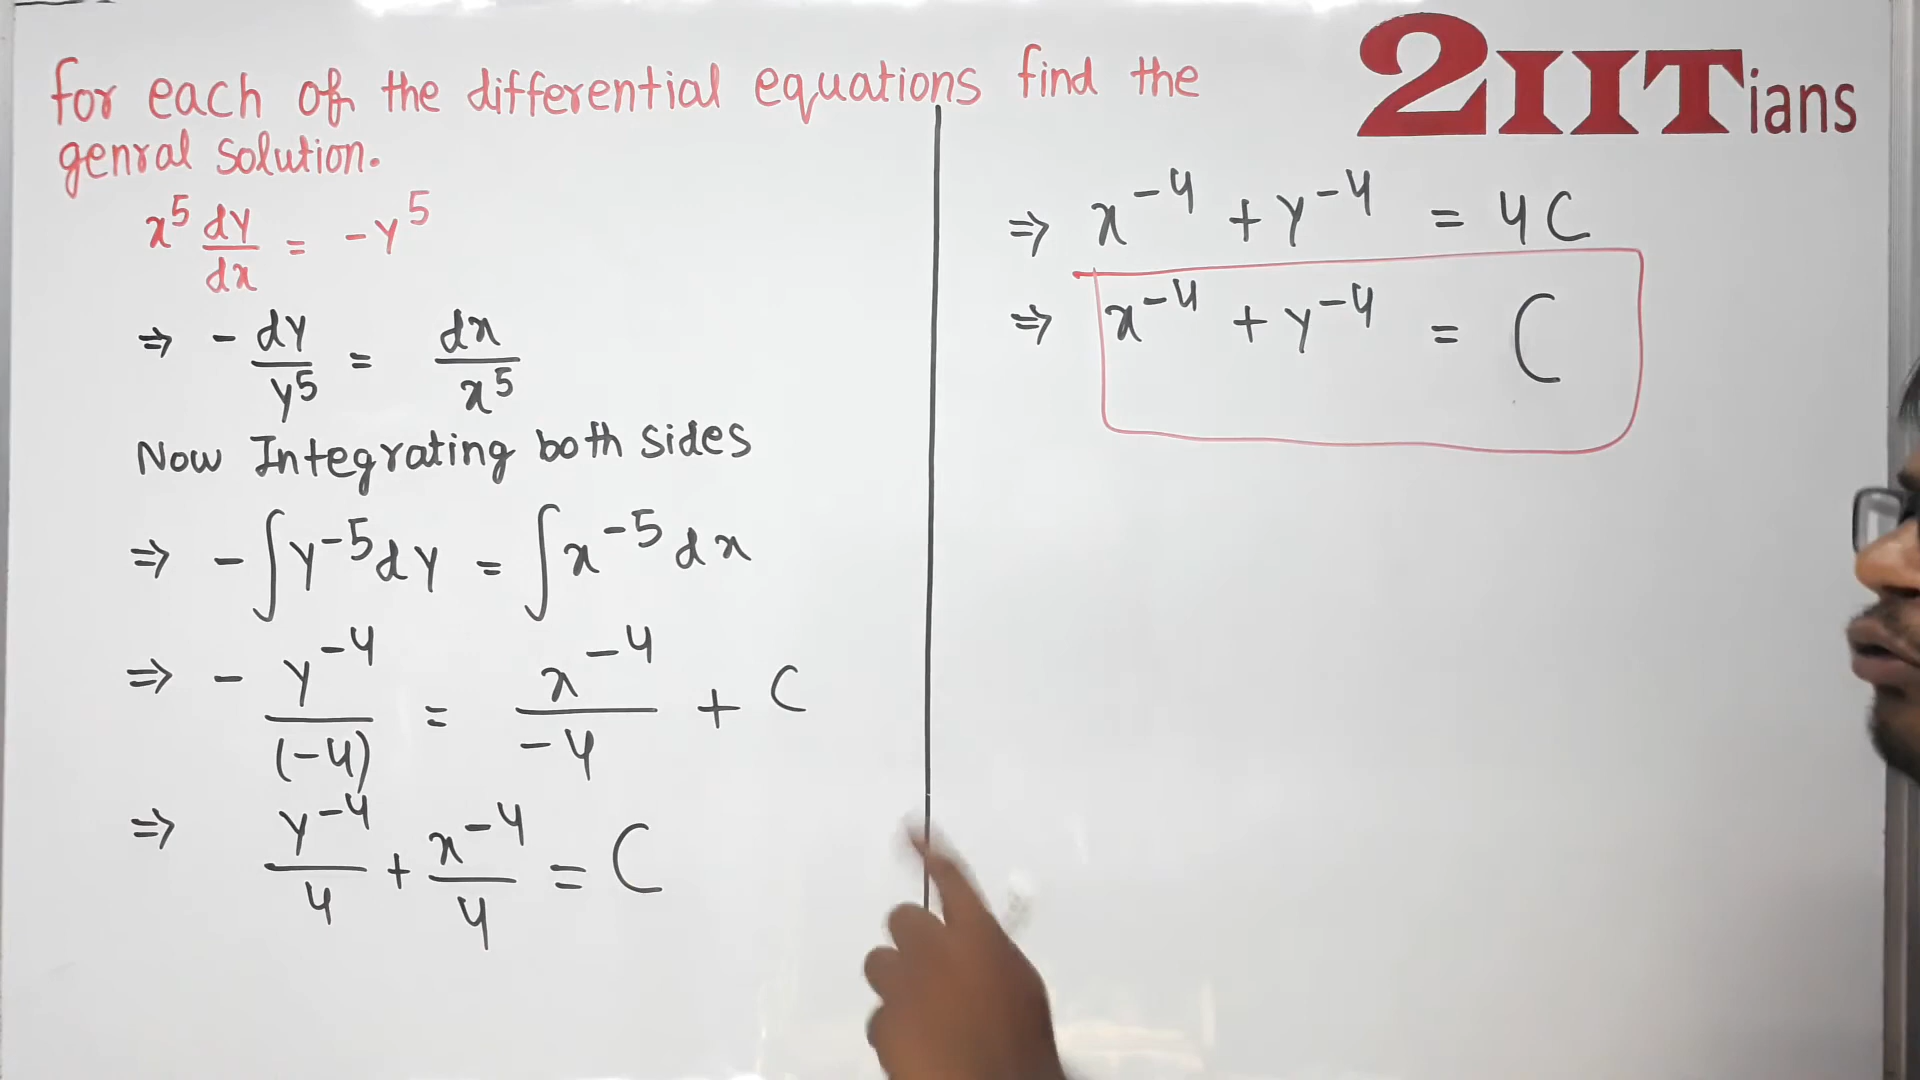 for each of the differential equations find the
genral solution.
x⁵ dy/dx = -y⁵
⇒ - dy/y⁵ = dx/x⁵
Now Integrating both sides
⇒ -∫y⁻⁵dy = ∫x⁻⁵dx
⇒ - y⁻⁴/(-4) = x⁻⁴/-4 + C
⇒ y⁻⁴/4 + x⁻⁴/4 = C
2IITians
⇒ x⁻⁴ + y⁻⁴ = 4C
⇒ x⁻⁴ + y⁻⁴ = C